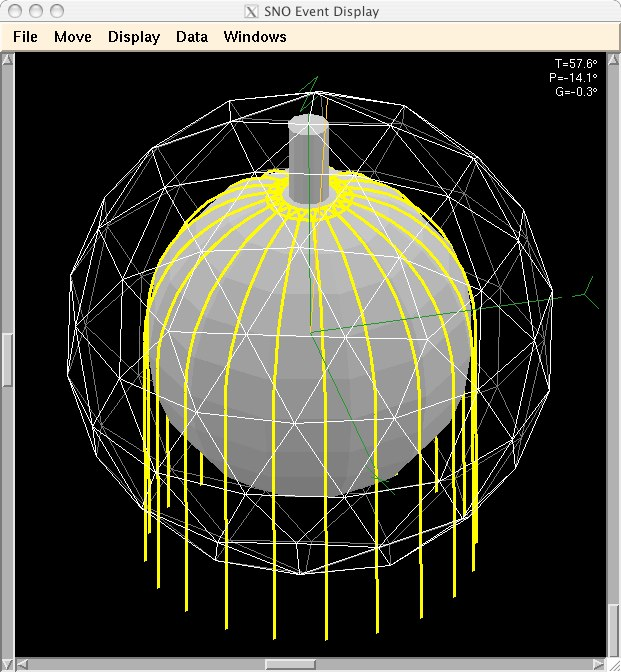 SNO Event Display
File Move Display Data Windows
T=57.6°
P=-14.1°
G=-0.3°